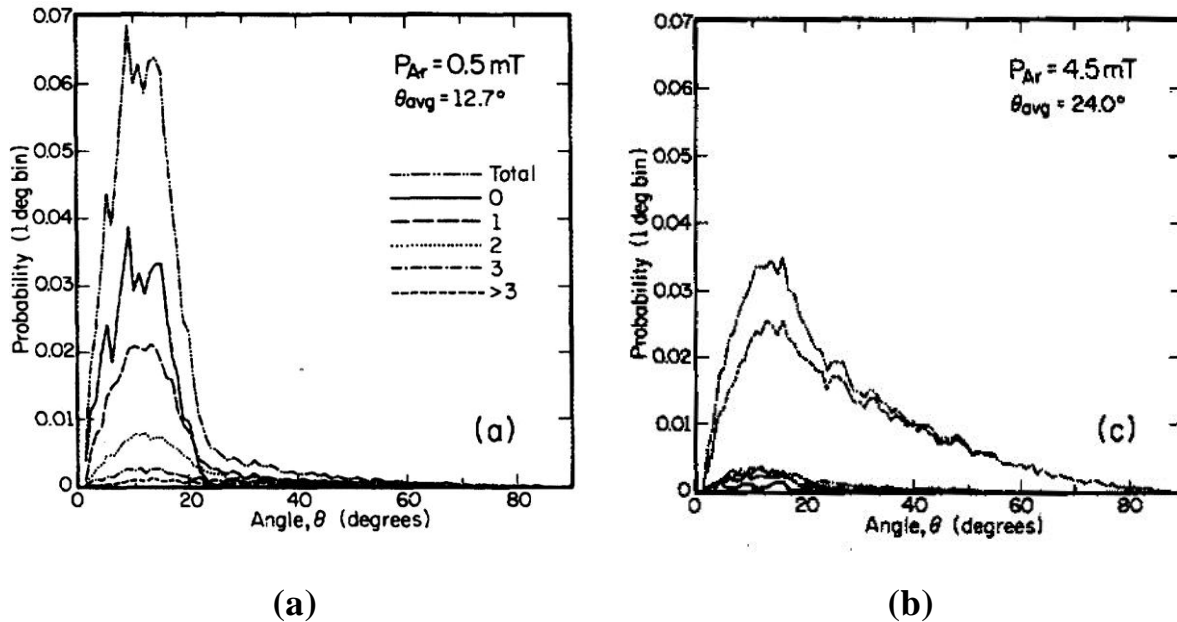 0.07
0.06
0.05
0.04
0.03
0.02
0.01
0
Probability (1 deg bin)
P_Ar = 0.5 mT
θavg = 12.7°
Total
0
1
2
3
>3
(a)
0
20
40
60
80
Angle, θ (degrees)
(a)
0.07
0.06
0.05
0.04
0.03
0.02
0.01
0
Probability (1 deg bin)
P_Ar = 4.5 mT
θavg = 24.0°
(c)
0
20
40
60
80
Angle, θ (degrees)
(b)